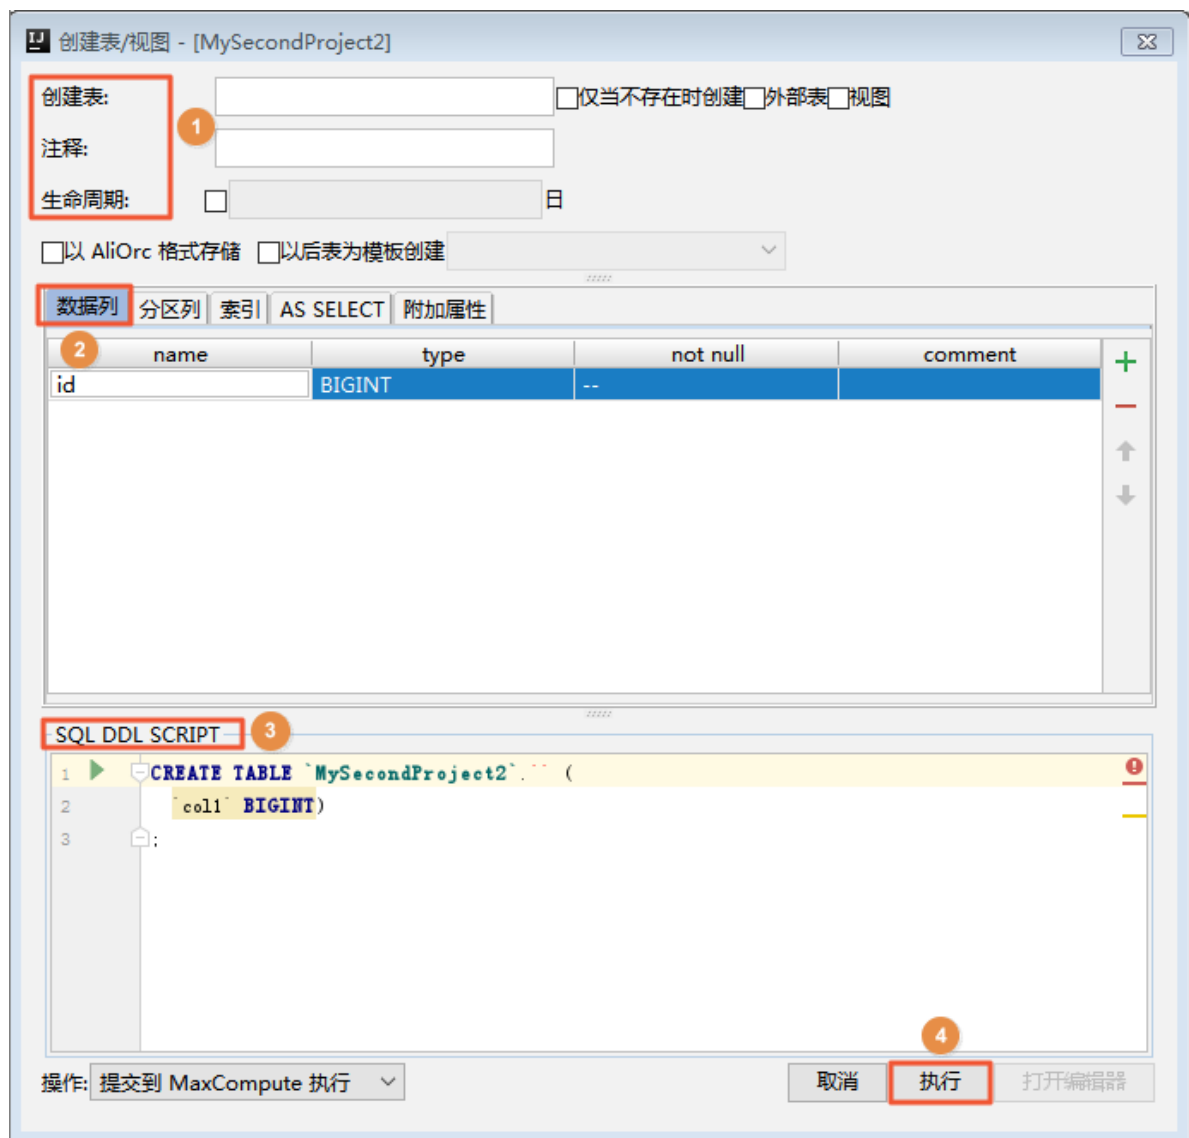 IJ 创建表/视图 - [MySecondProject2]
创建表: 仅当不存在时创建 外部表 视图
1
注释:
生命周期: 日
以 AliOrc 格式存储 以后表为模板创建
数据列 分区列 索引 AS SELECT 附加属性
2 name type not null comment
id BIGINT --
SQL DDL SCRIPT 3
1 CREATE TABLE `MySecondProject2`.`` (
2 `col1` BIGINT)
3 ;
4
操作: 提交到 MaxCompute 执行 取消 执行 打开编辑器